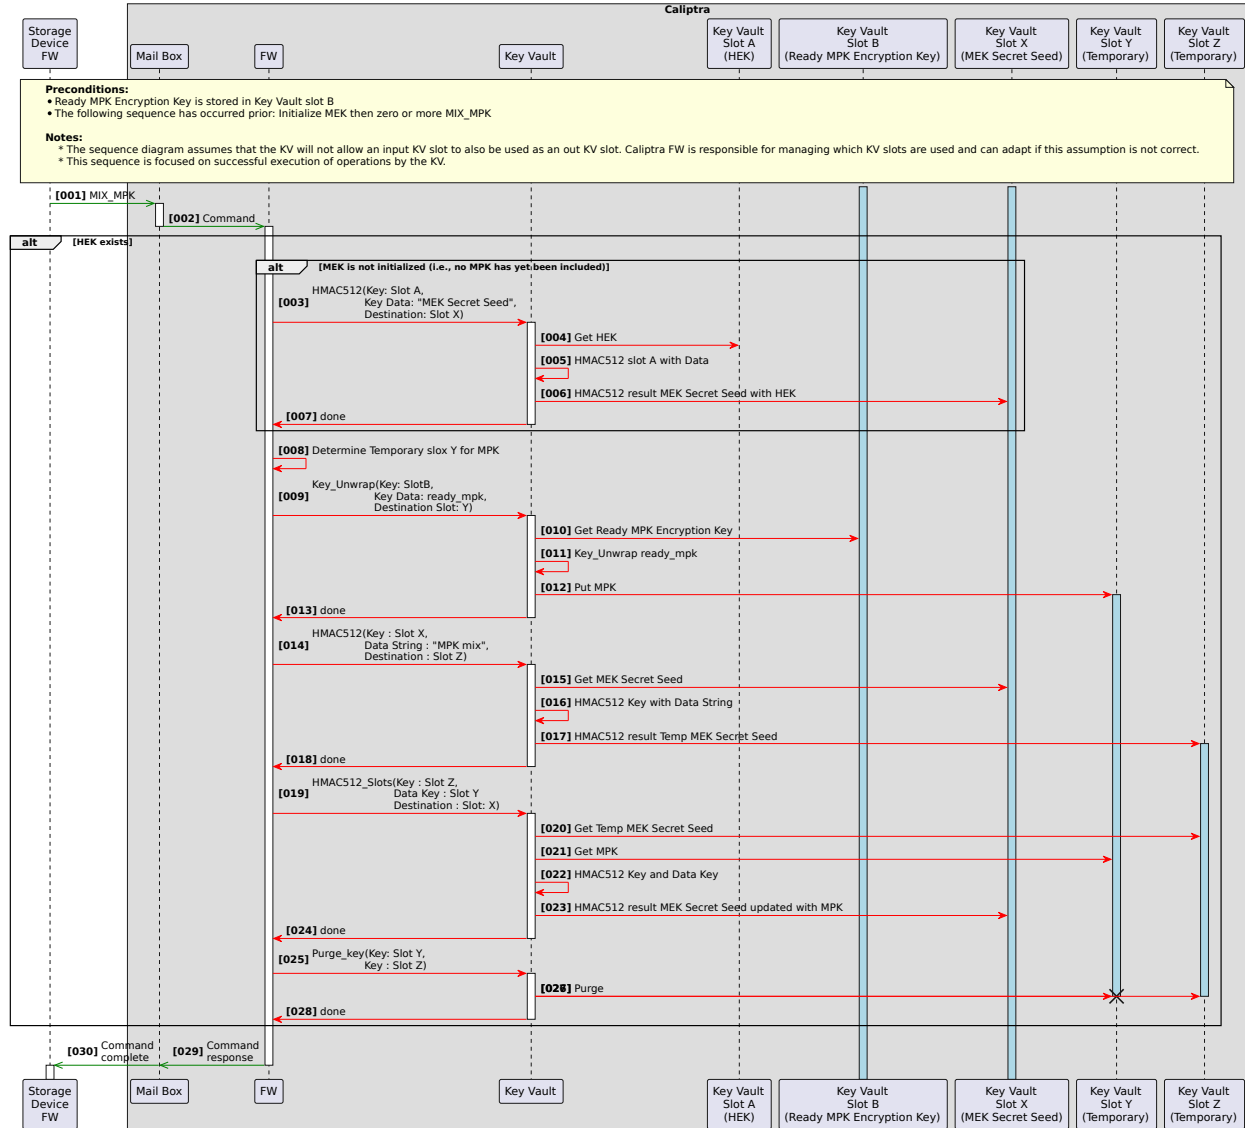 Caliptra
Storage
Device
FW
Mail Box
FW
Key Vault
Key Vault
Slot A
(HEK)
Key Vault
Slot B
(Ready MPK Encryption Key)
Key Vault
Slot X
(MEK Secret Seed)
Key Vault
Slot Y
(Temporary)
Key Vault
Slot Z
(Temporary)
Preconditions:
• Ready MPK Encryption Key is stored in Key Vault slot B
• The following sequence has occurred prior: Initialize MEK then zero or more MIX_MPK
Notes:
* The sequence diagram assumes that the KV will not allow an input KV slot to also be used as an out KV slot. Caliptra FW is responsible for managing which KV slots are used and can adapt if this assumption is not correct.
* This sequence is focused on successful execution of operations by the KV.
[001] MIX_MPK
[002] Command
alt [HEK exists]
alt [MEK is not initialized (i.e., no MPK has yet been included)]
HMAC512(Key: Slot A,
[003] Key Data: "MEK Secret Seed",
Destination: Slot X)
[004] Get HEK
[005] HMAC512 slot A with Data
[006] HMAC512 result MEK Secret Seed with HEK
[007] done
[008] Determine Temporary slox Y for MPK
Key_Unwrap(Key: SlotB,
[009] Key Data: ready_mpk,
Destination Slot: Y)
[010] Get Ready MPK Encryption Key
[011] Key_Unwrap ready_mpk
[012] Put MPK
[013] done
HMAC512(Key : Slot X,
[014] Data String : "MPK mix",
Destination : Slot Z)
[015] Get MEK Secret Seed
[016] HMAC512 Key with Data String
[017] HMAC512 result Temp MEK Secret Seed
[018] done
HMAC512_Slots(Key : Slot Z,
[019] Data Key : Slot Y
Destination : Slot: X)
[020] Get Temp MEK Secret Seed
[021] Get MPK
[022] HMAC512 Key and Data Key
[023] HMAC512 result MEK Secret Seed updated with MPK
[024] done
Purge_key(Key: Slot Y,
[025] Key : Slot Z)
Purge
[028] done
[030] Command
complete
[029] Command
response
Storage
Device
FW
Mail Box
FW
Key Vault
Key Vault
Slot A
(HEK)
Key Vault
Slot B
(Ready MPK Encryption Key)
Key Vault
Slot X
(MEK Secret Seed)
Key Vault
Slot Y
(Temporary)
Key Vault
Slot Z
(Temporary)